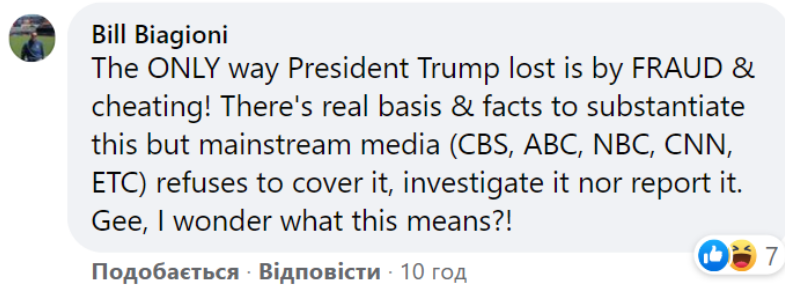 Bill Biagioni
The ONLY way President Trump lost is by FRAUD &
cheating! There's real basis & facts to substantiate
this but mainstream media (CBS, ABC, NBC, CNN,
ETC) refuses to cover it, investigate it nor report it.
Gee, I wonder what this means?!
7
Подобається · Відповісти · 10 год